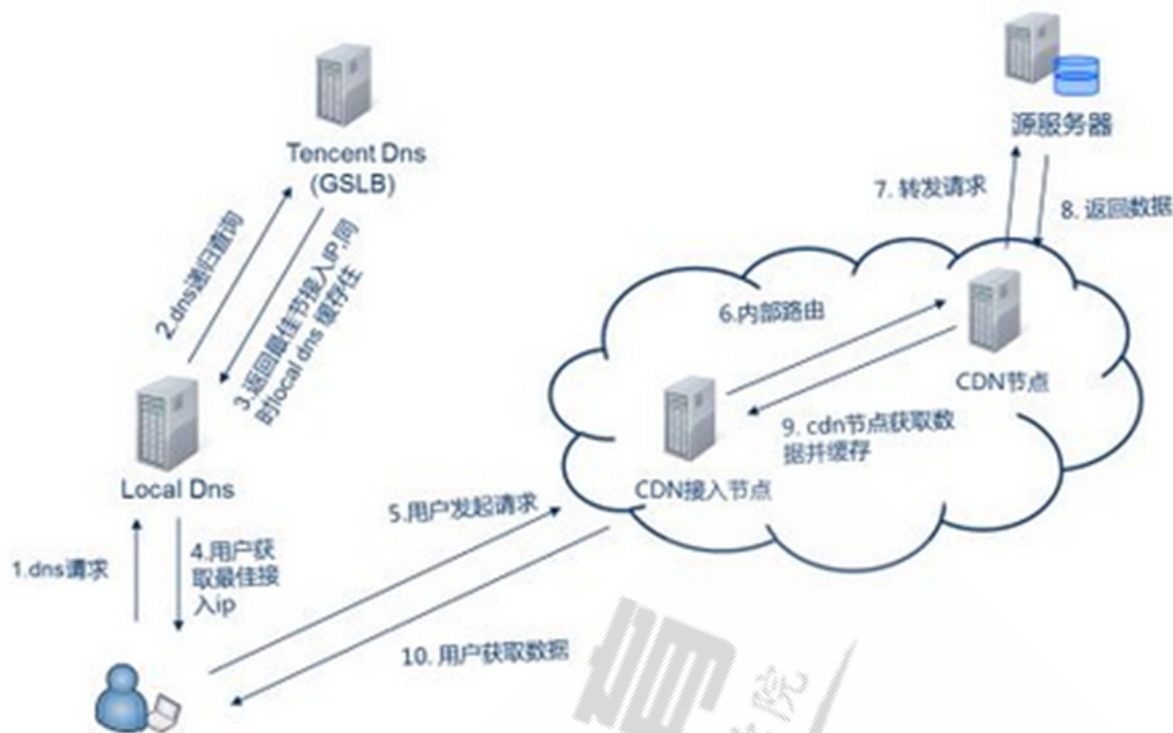 Tencent Dns
(GSLB)
源服务器
7. 转发请求
8. 返回数据
2.dns递归查询
3.返回最佳节接入IP,同
时local dns 缓存住
6.内部路由
CDN节点
9. cdn节点获取数
据并缓存
CDN接入节点
Local Dns
5.用户发起请求
1.dns请求
4.用户获
取最佳接
入ip
10. 用户获取数据
院